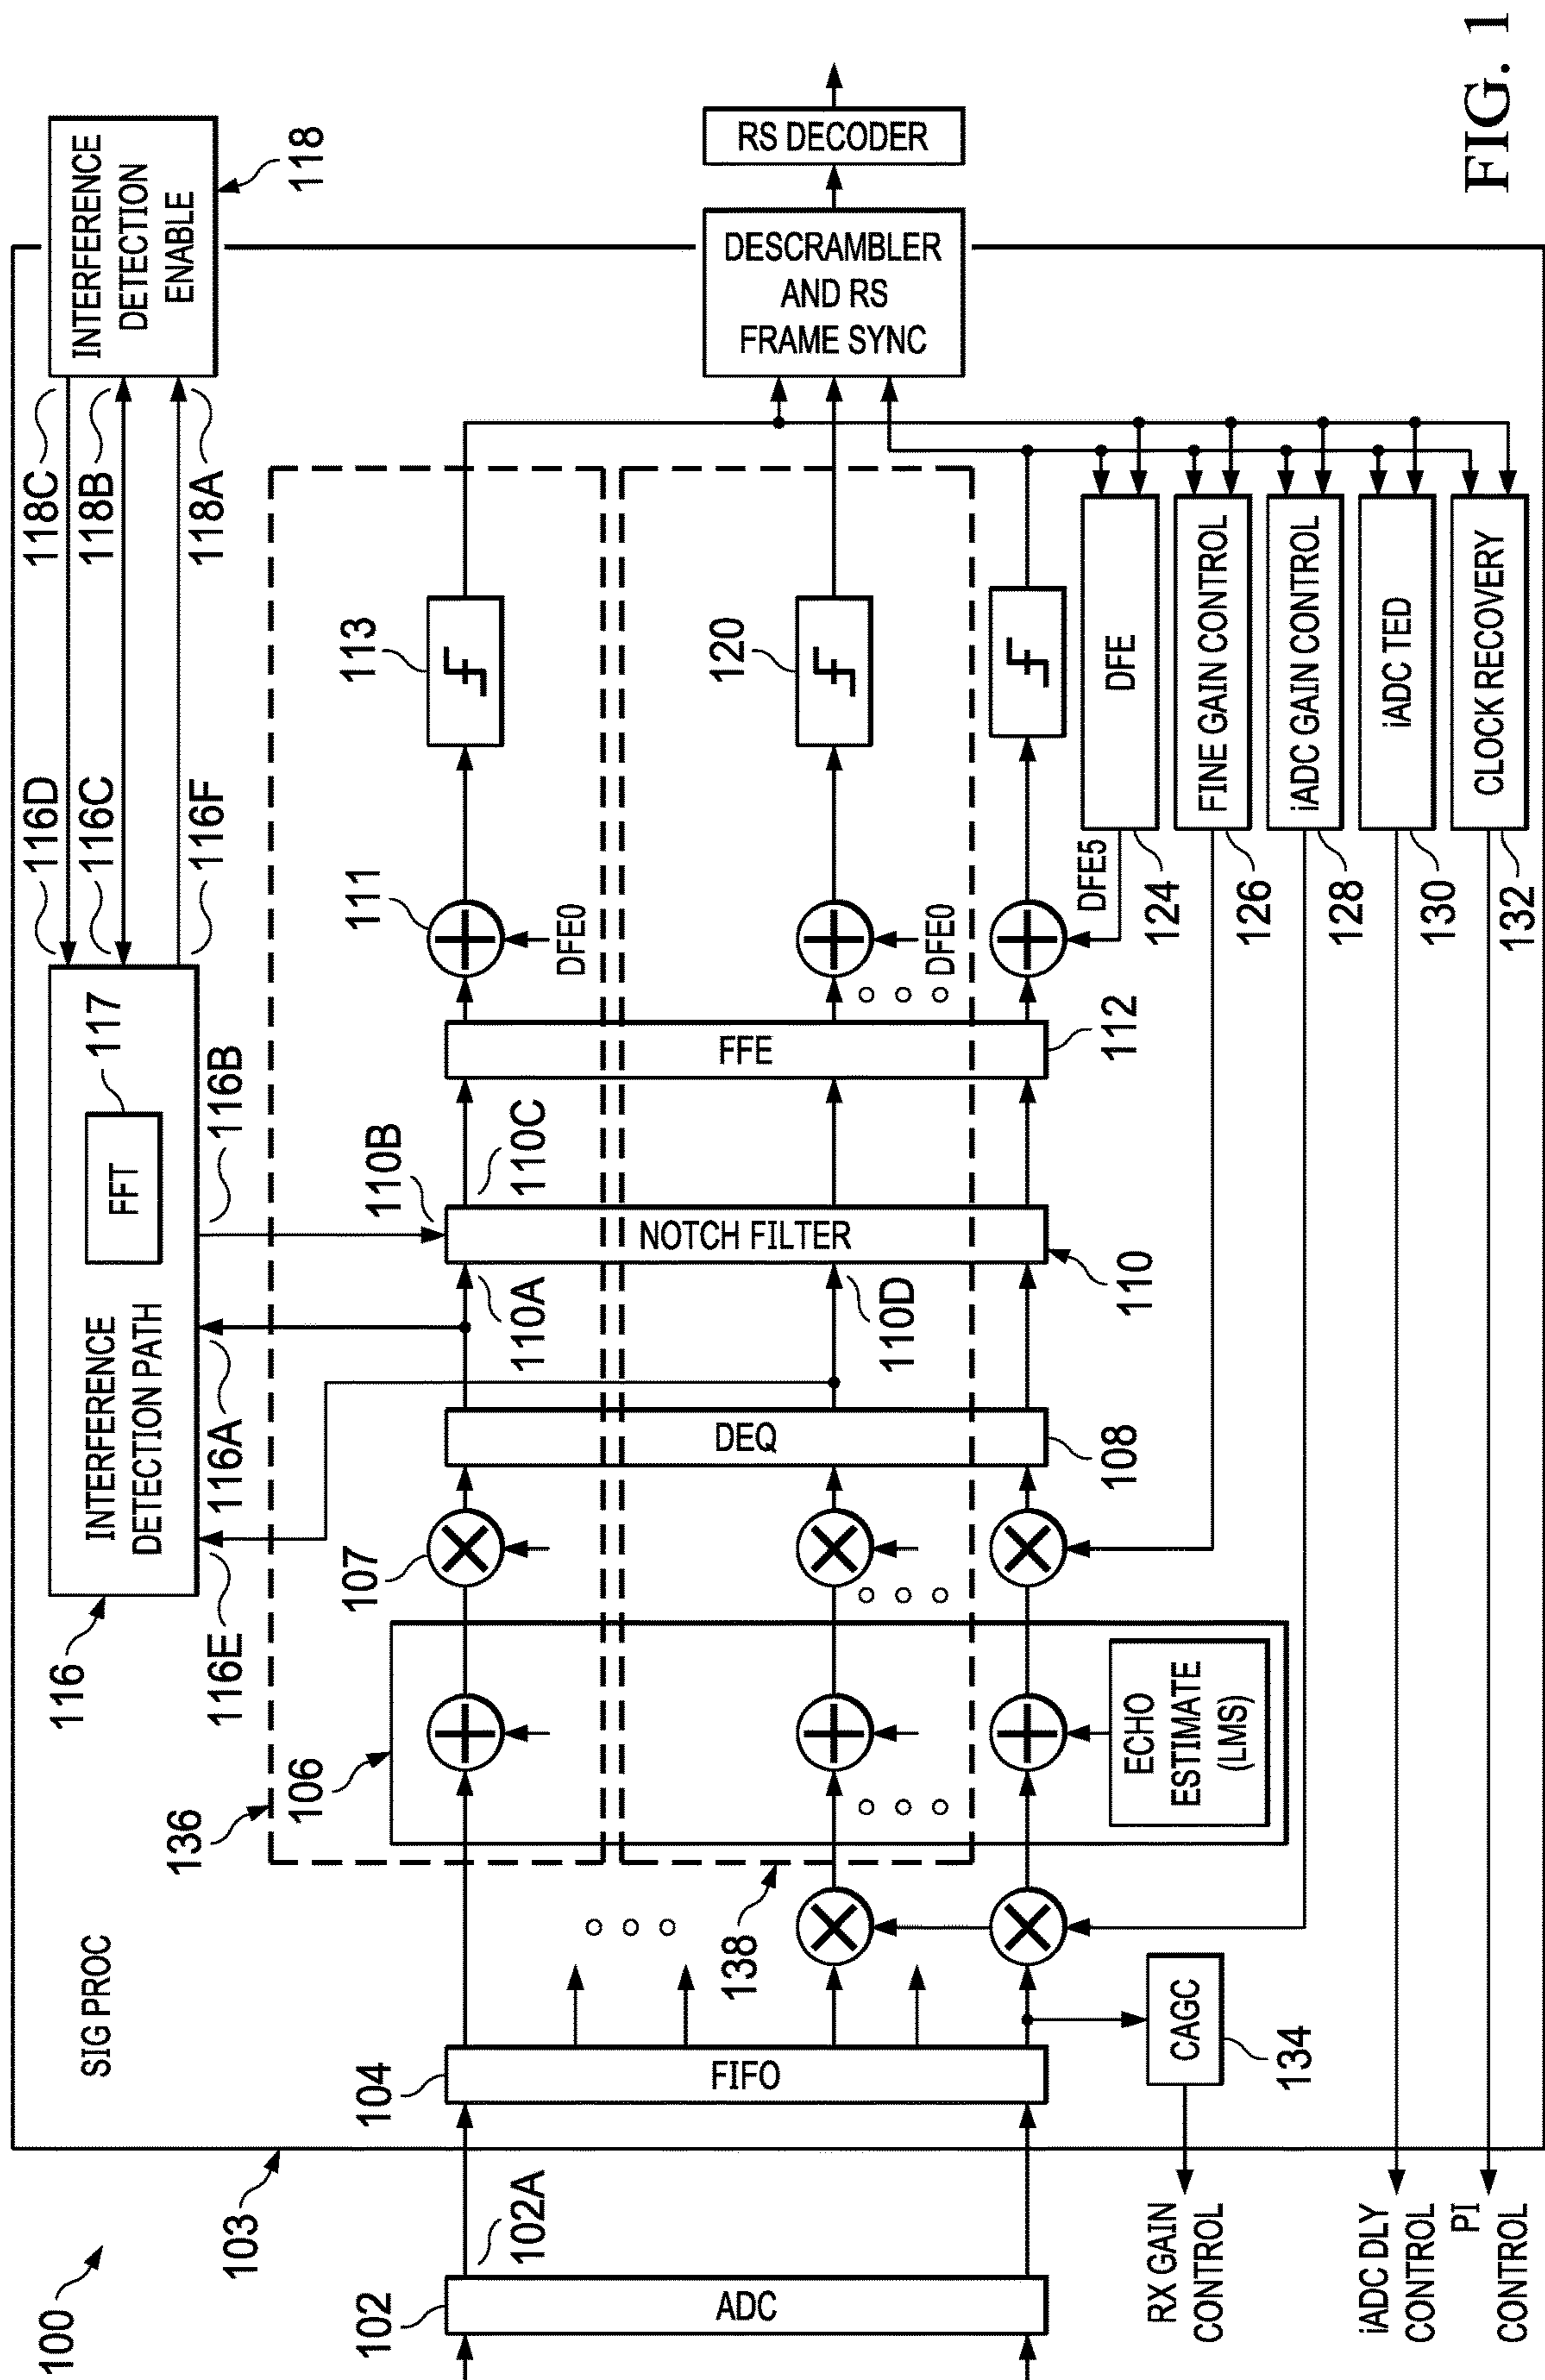 100
103
SIG PROC
102
ADC
102A
104
FIFO
136
106
138
ECHO
ESTIMATE
(LMS)
107
DEQ
108
116
INTERFERENCE
DETECTION PATH
FFT
117
116E
116A
116B
116D
116C
116F
118C
118B
118A
INTERFERENCE
DETECTION
ENABLE
118
110A
110B
110C
110D
NOTCH FILTER
110
FFE
112
111
DFE0
DFE0
DFE5
113
120
DFE
124
FINE GAIN CONTROL
126
iADC GAIN CONTROL
128
iADC TED
130
CLOCK RECOVERY
132
CAGC
134
RX GAIN
CONTROL
iADC DLY
CONTROL
PI
CONTROL
DESCRAMBLER
AND RS
FRAME SYNC
RS DECODER
FIG. 1